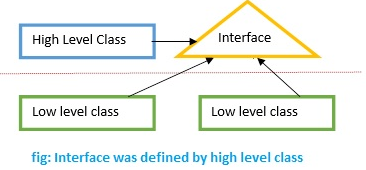 High Level Class
Interface
Low level class
Low level class
fig: Interface was defined by high level class